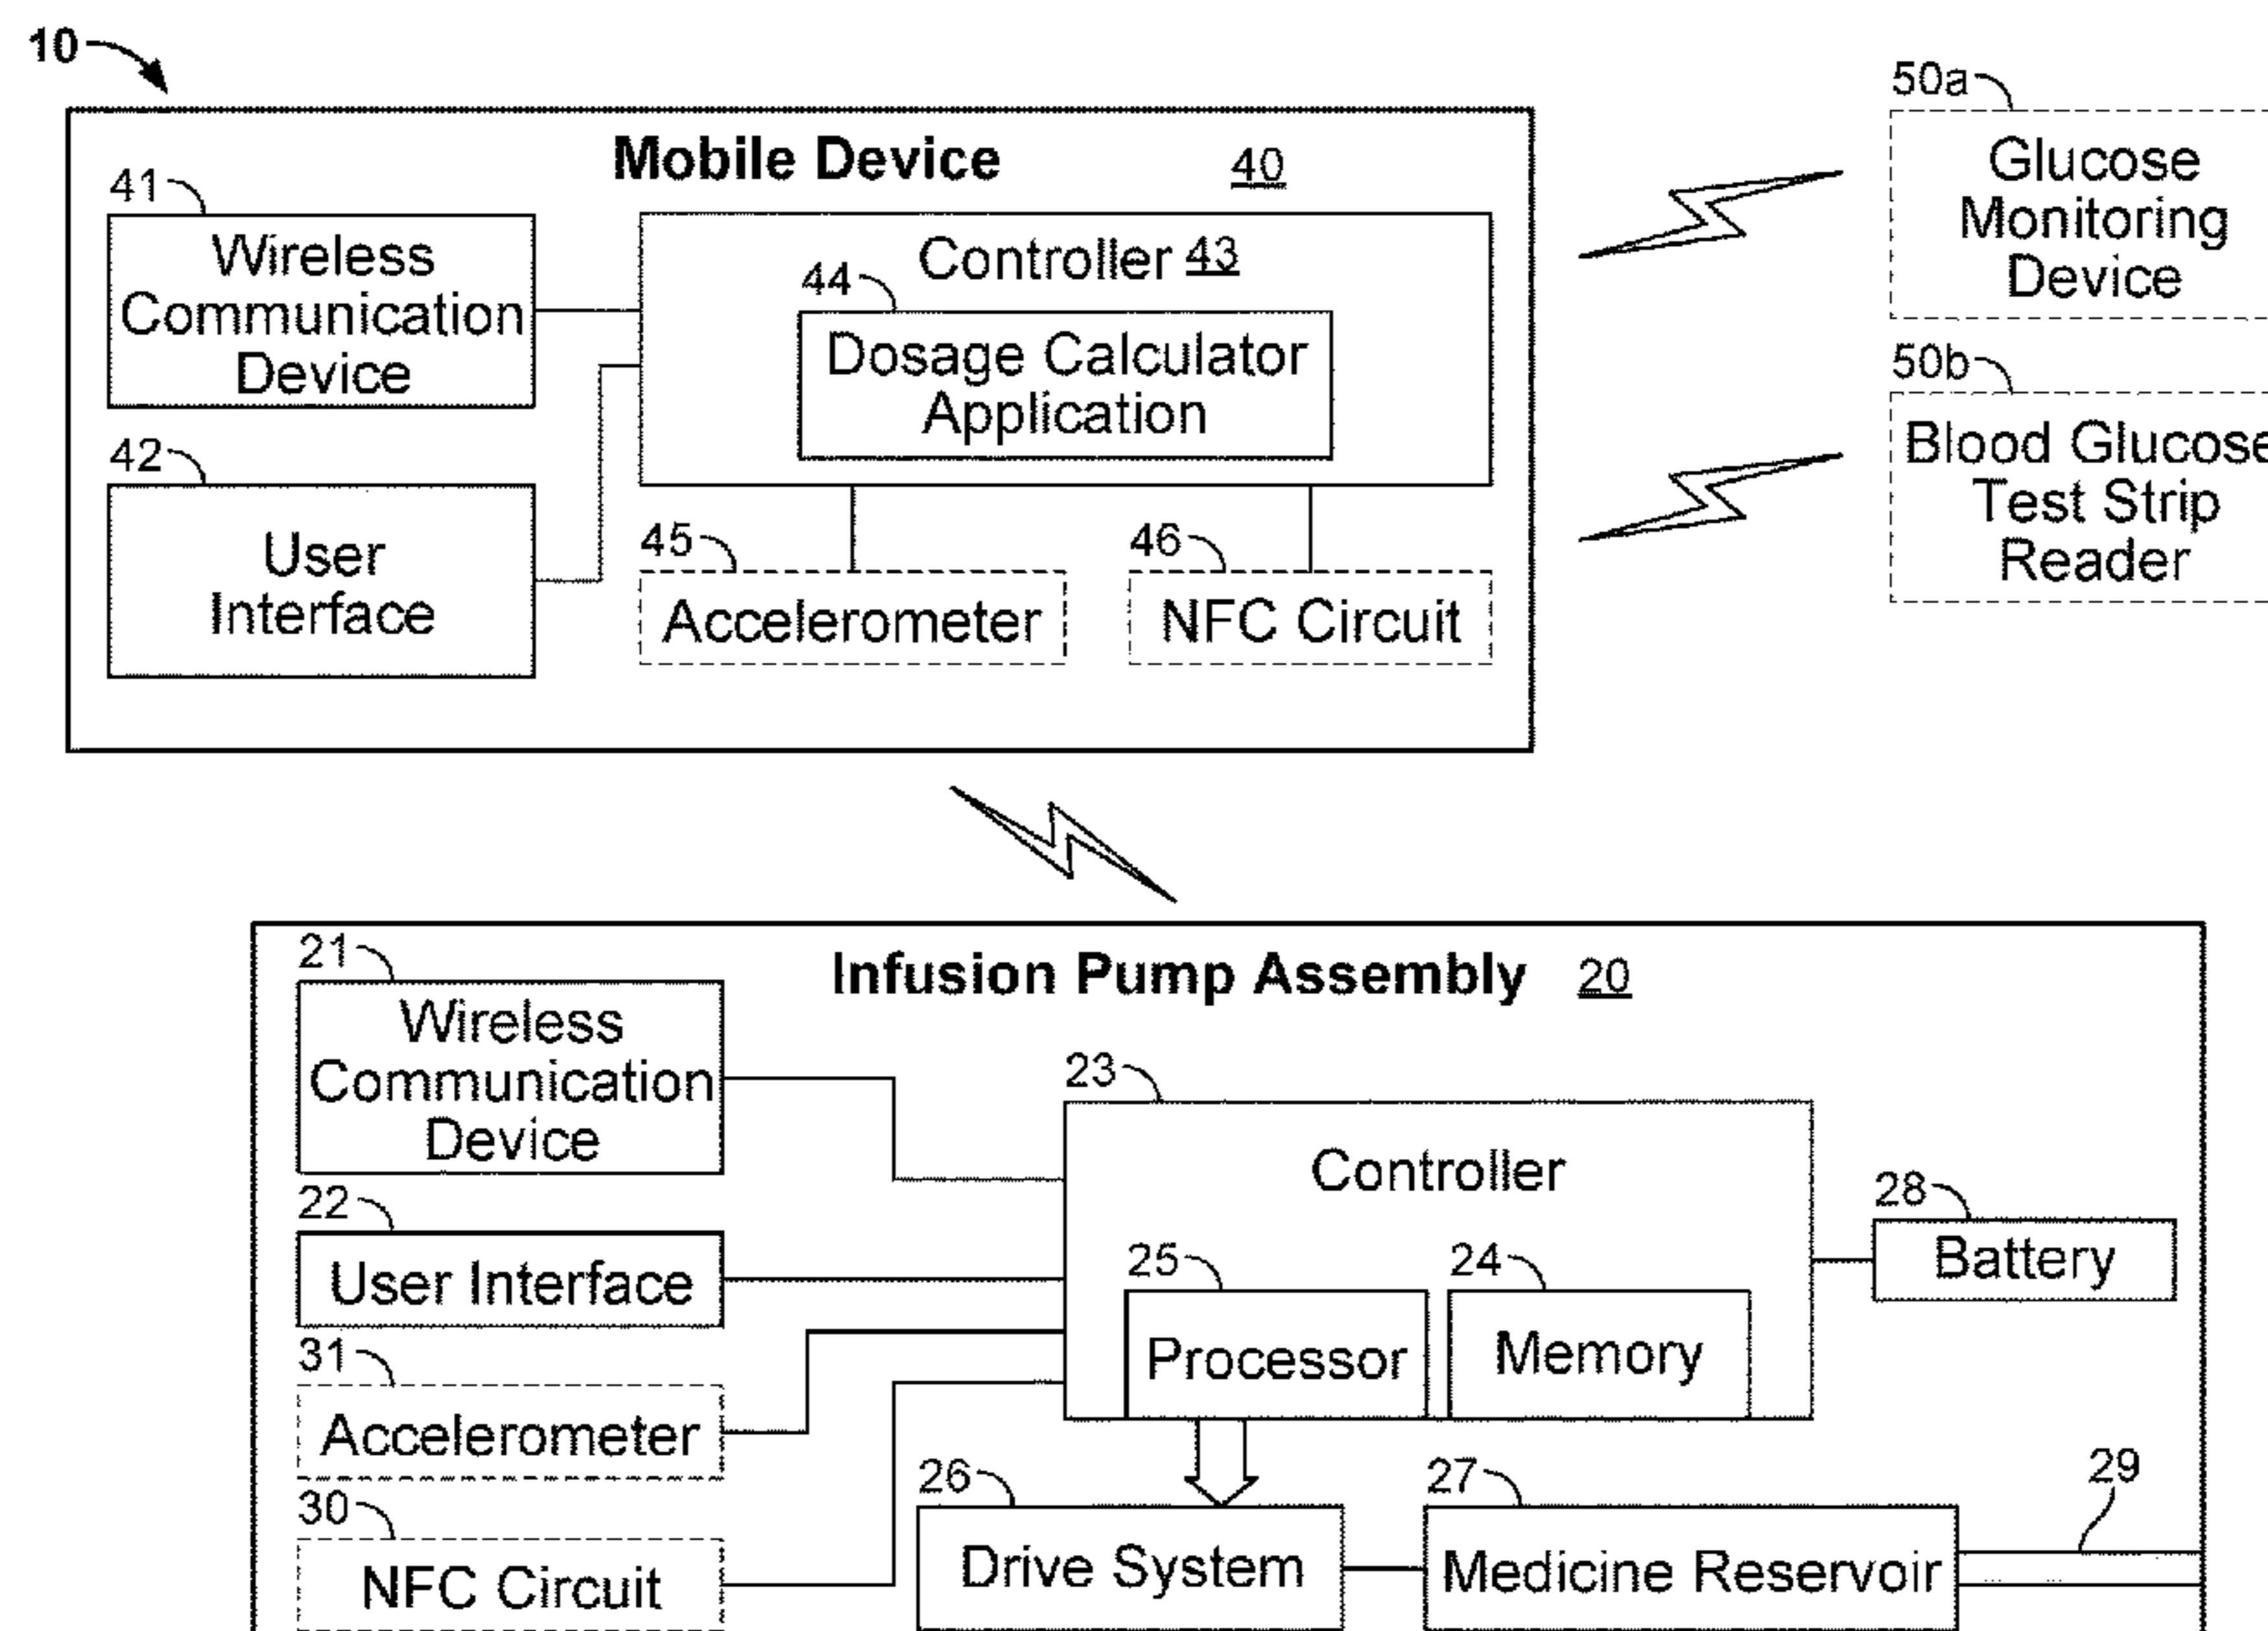 10
Mobile Device 40
41
Wireless
Communication
Device
42
User
Interface
Controller 43
44
Dosage Calculator
Application
45
Accelerometer
46
NFC Circuit
50a
Glucose
Monitoring
Device
50b
Blood Glucose
Test Strip
Reader
Infusion Pump Assembly 20
21
Wireless
Communication
Device
22
User Interface
31
Accelerometer
30
NFC Circuit
23
Controller
25
Processor
24
Memory
28
Battery
26
Drive System
27
Medicine Reservoir
29